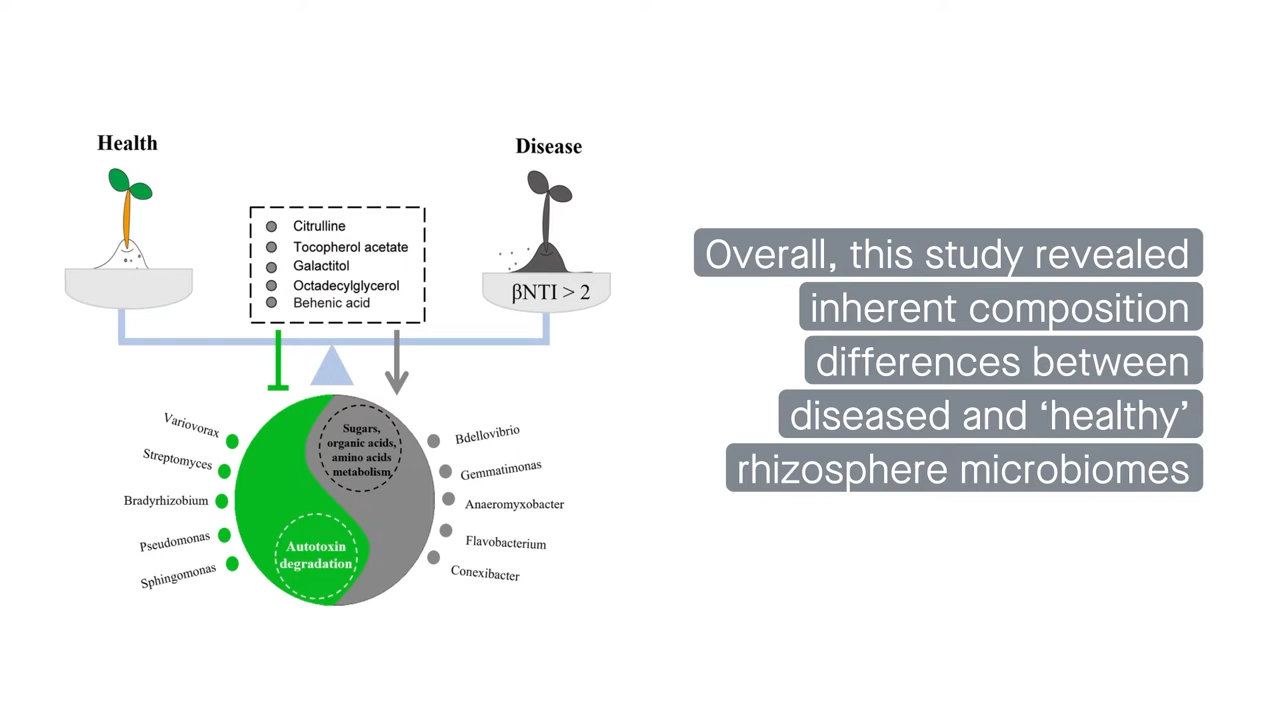 Health
Disease
Citrulline
Tocopherol acetate
Galactitol
Octadecylglycerol
Behenic acid
βNTI > 2
Variovorax
Streptomyces
Bradyrhizobium
Pseudomonas
Sphingomonas
Sugars,
organic acids,
amino acids
metabolism
Autotoxin
degradation
Bdellovibrio
Gemmatimonas
Anaeromyxobacter
Flavobacterium
Conexibacter
Overall, this study revealed
inherent composition
differences between
diseased and ‘healthy’
rhizosphere microbiomes